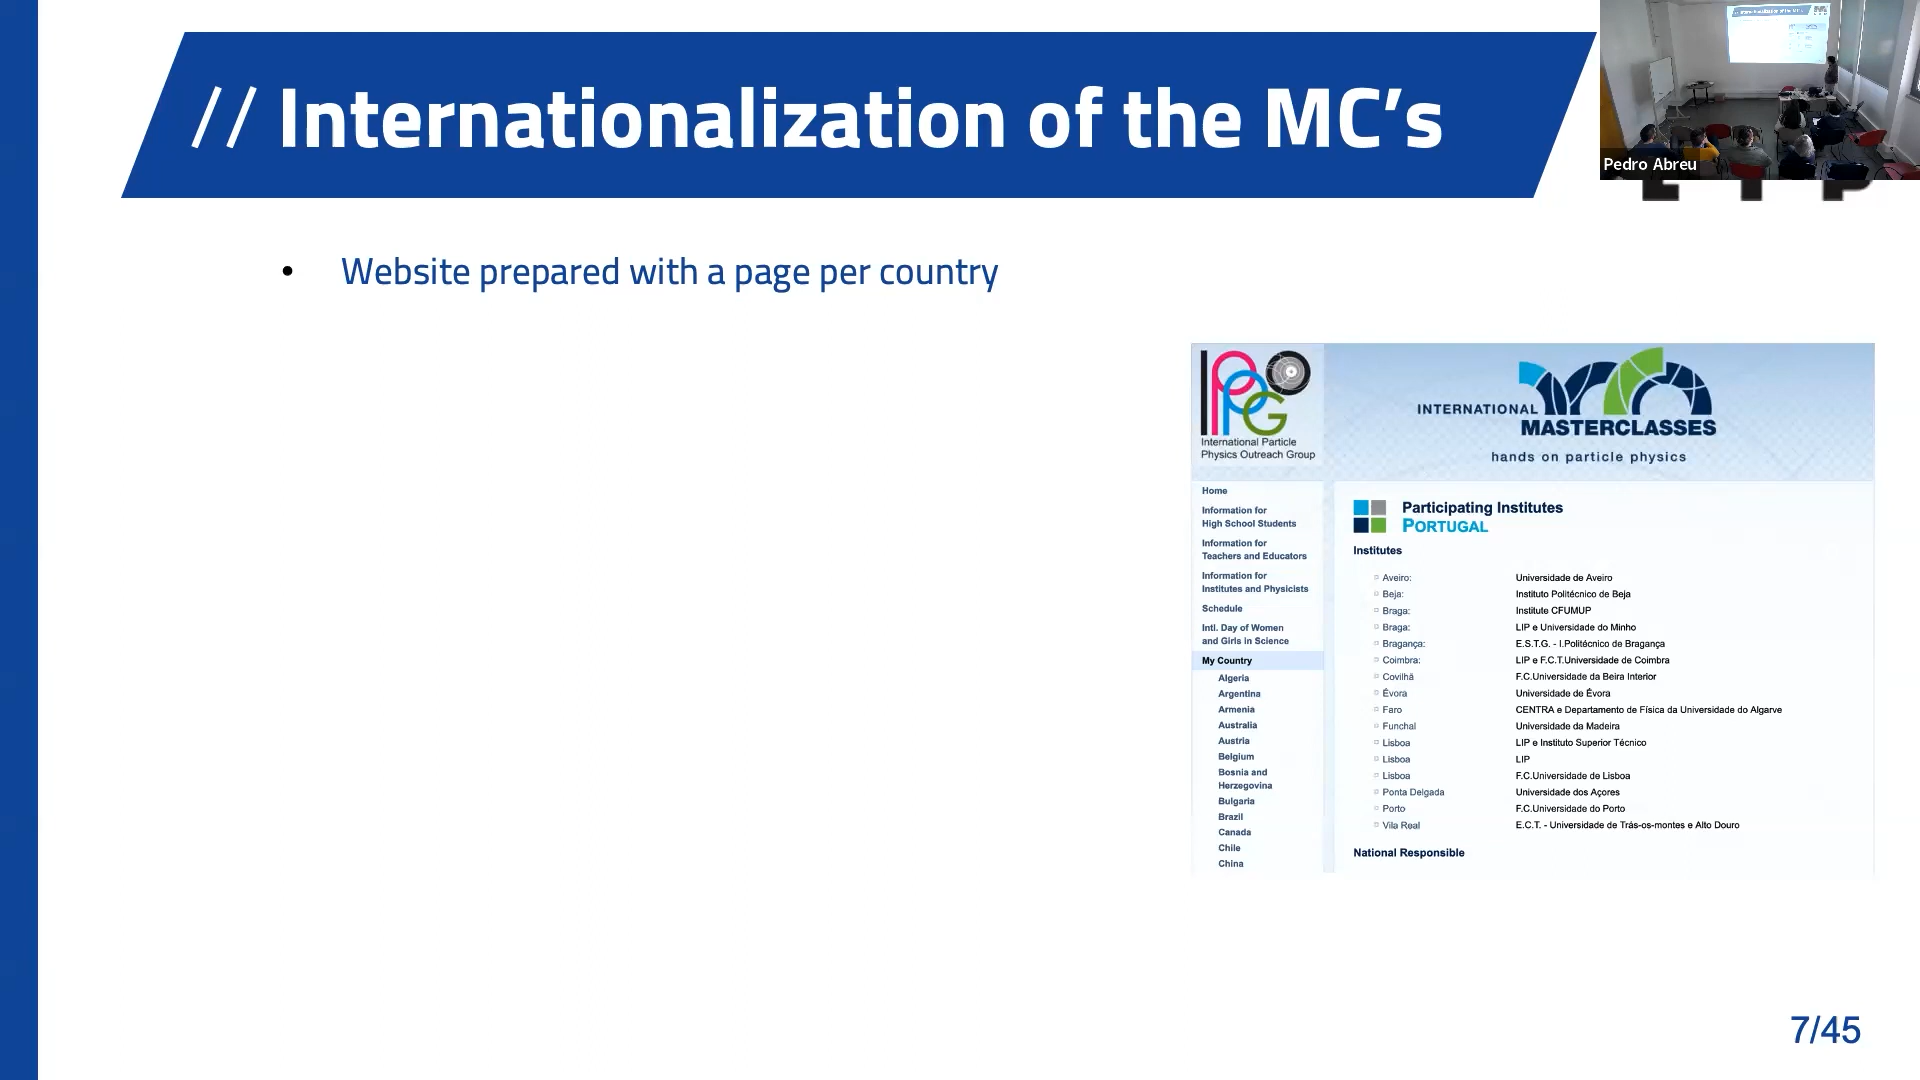 // Internationalization of the MC’s
Pedro Abreu
• Website prepared with a page per country
International Particle
Physics Outreach Group
INTERNATIONAL
MASTERCLASSES
hands on particle physics
Home
Information for
High School Students
Information for
Teachers and Educators
Information for
Institutes and Physicists
Schedule
Intl. Day of Women
and Girls in Science
My Country
Algeria
Argentina
Armenia
Australia
Austria
Belgium
Bosnia and
Herzegovina
Bulgaria
Brazil
Canada
Chile
China
Participating Institutes
PORTUGAL
Institutes
Aveiro: Universidade de Aveiro
Beja: Instituto Politécnico de Beja
Braga: Institute CFUMUP
Braga: LIP e Universidade do Minho
Bragança: E.S.T.G. - I.Politécnico de Bragança
Coimbra: LIP e F.C.T.Universidade de Coimbra
Covilhã F.C.Universidade da Beira Interior
Évora Universidade de Évora
Faro CENTRA e Departamento de Física da Universidade do Algarve
Funchal Universidade da Madeira
Lisboa LIP e Instituto Superior Técnico
Lisboa LIP
Lisboa F.C.Universidade de Lisboa
Ponta Delgada Universidade dos Açores
Porto F.C.Universidade do Porto
Vila Real E.C.T. - Universidade de Trás-os-montes e Alto Douro
National Responsible
7/45